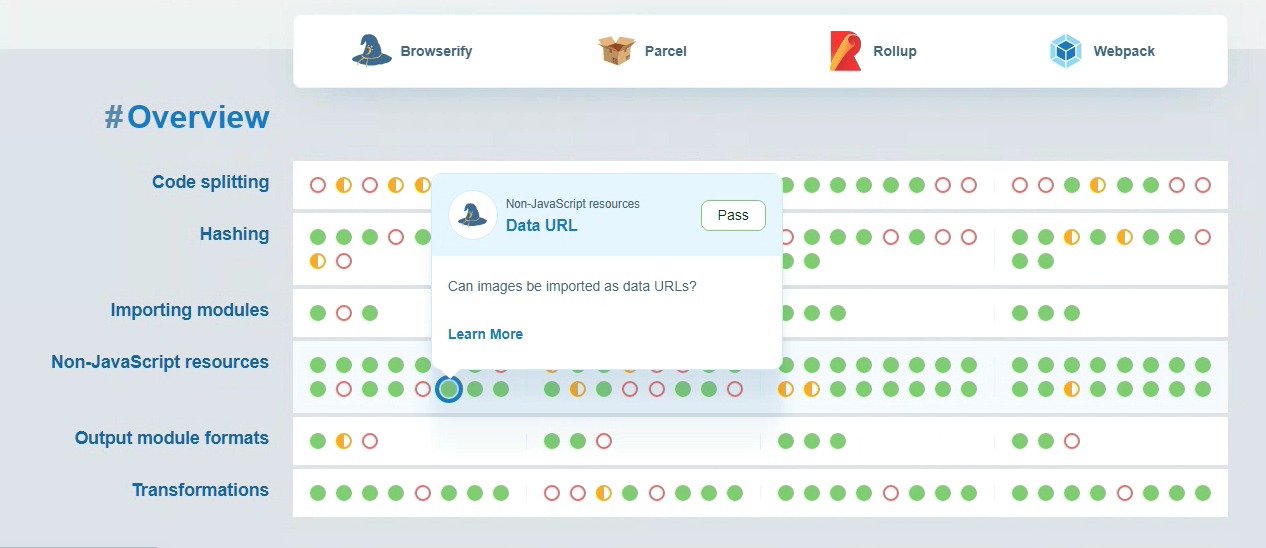 Browserify
Parcel
Rollup
Webpack
#Overview
Code splitting
Non-JavaScript resources
Data URL
Pass
Hashing
Can images be imported as data URLs?
Importing modules
Learn More
Non-JavaScript resources
Output module formats
Transformations